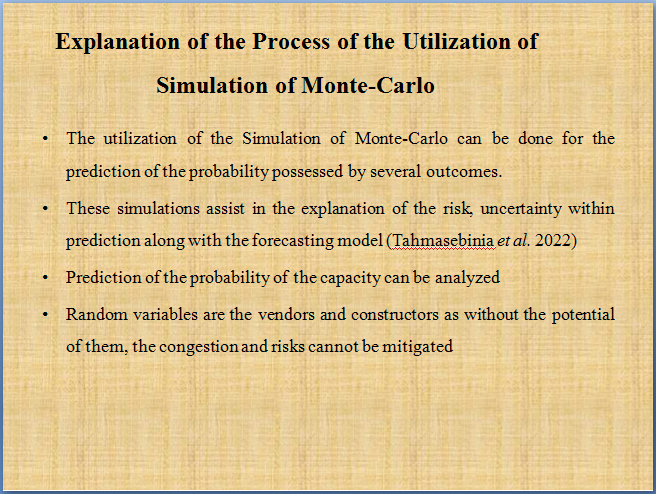 Explanation of the Process of the Utilization of
Simulation of Monte-Carlo
• The utilization of the Simulation of Monte-Carlo can be done for the
prediction of the probability possessed by several outcomes.
• These simulations assist in the explanation of the risk, uncertainty within
prediction along with the forecasting model (Tahmasebinia et al. 2022)
• Prediction of the probability of the capacity can be analyzed
• Random variables are the vendors and constructors as without the potential
of them, the congestion and risks cannot be mitigated